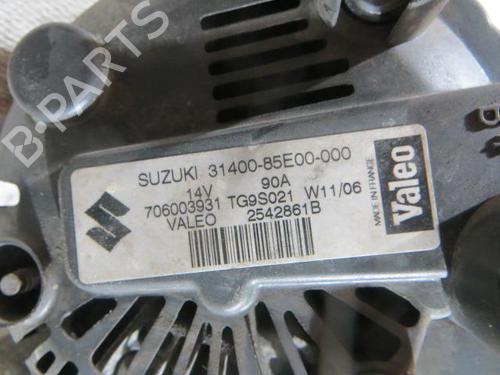 B-PARTS
SUZUKI 31400-85E00-000
14V 90A
706003931 TG9S021 W11/06
VALEO 2542861B
MADE IN FRANCE
Valeo